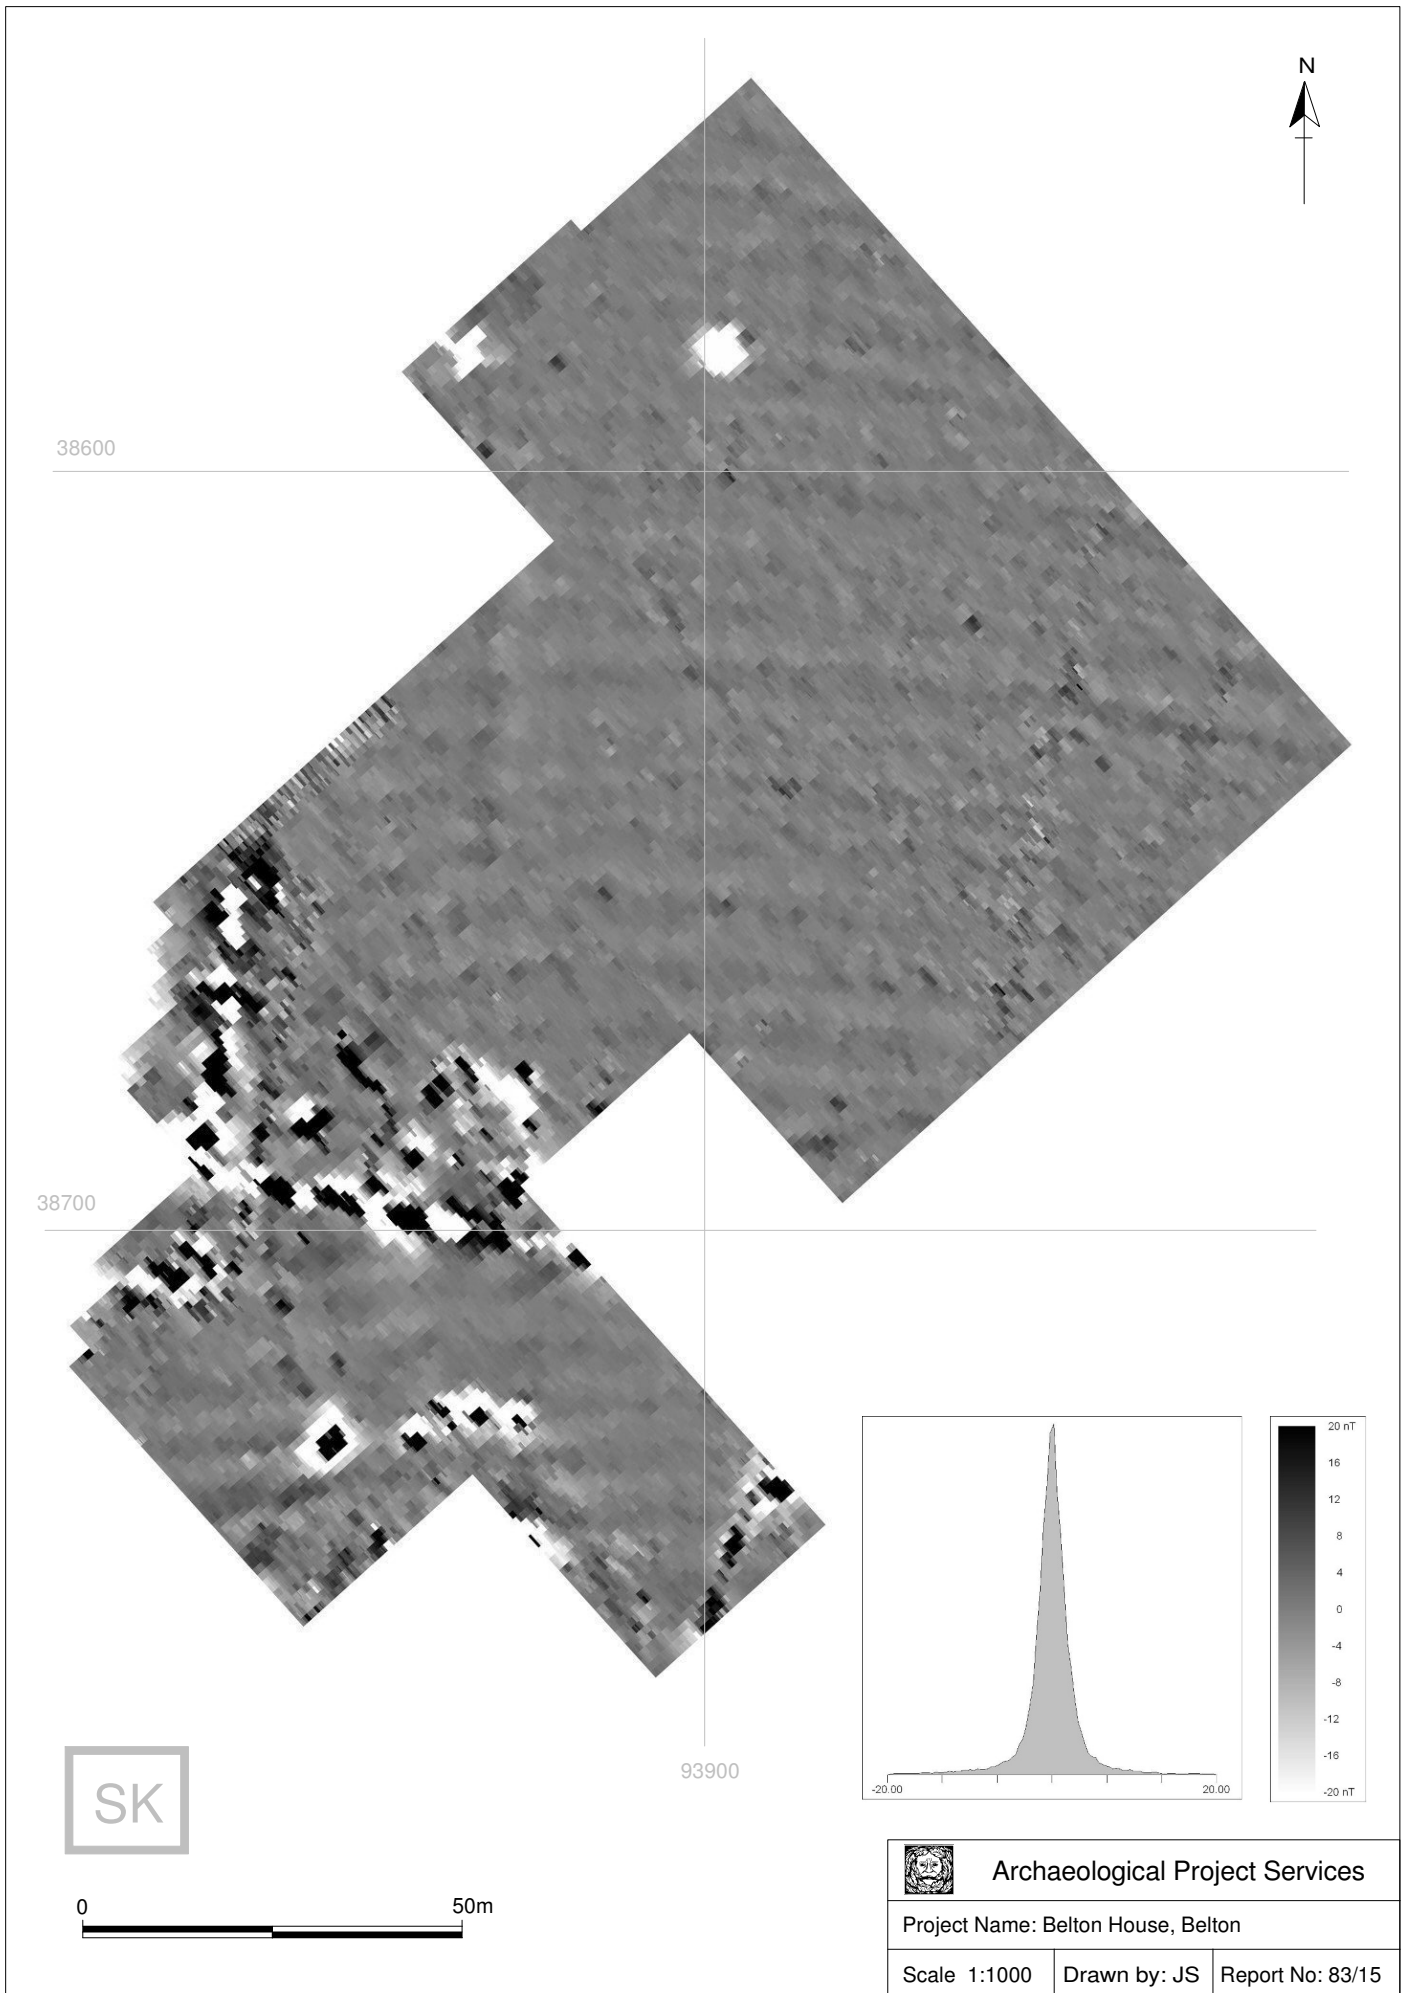 N
38600
38700
93900
20 nT
16
12
8
4
0
-4
-8
-12
-16
-20 nT
-20.00 20.00
SK
0 50m
Archaeological Project Services
Project Name: Belton House, Belton
Scale 1:1000 Drawn by: JS Report No: 83/15